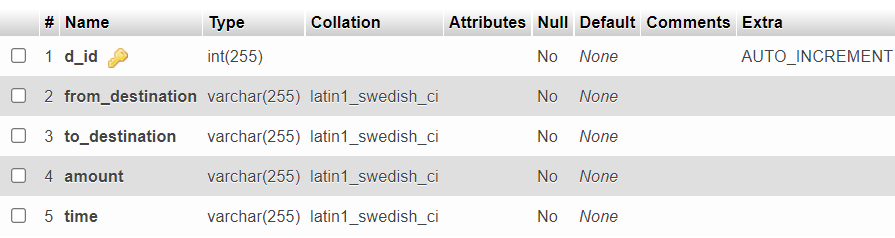 # Name Type Collation Attributes Null Default Comments Extra
1 d_id int(255) No None AUTO_INCREMENT
2 from_destination varchar(255) latin1_swedish_ci No None
3 to_destination varchar(255) latin1_swedish_ci No None
4 amount varchar(255) latin1_swedish_ci No None
5 time varchar(255) latin1_swedish_ci No None